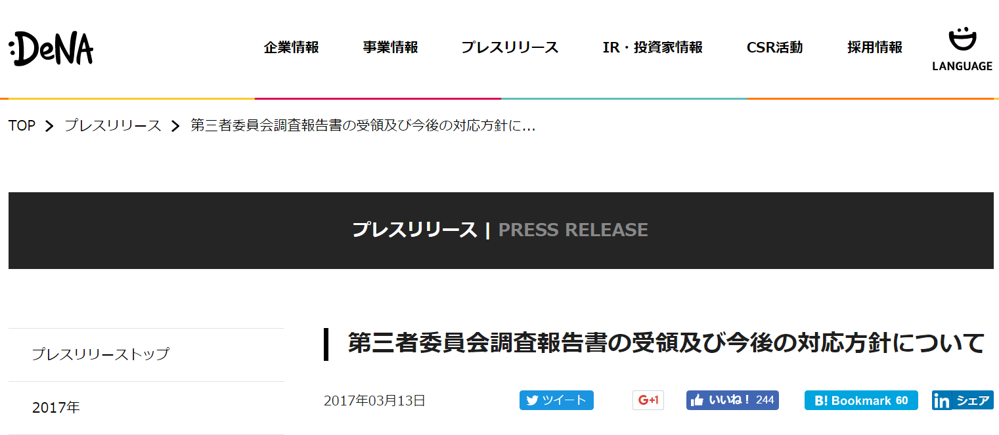 :DeNA
企業情報 事業情報 プレスリリース IR・投資家情報 CSR活動 採用情報
LANGUAGE
TOP プレスリリース 第三者委員会調査報告書の受領及び今後の対応方針に...
プレスリリース | PRESS RELEASE
第三者委員会調査報告書の受領及び今後の対応方針について
プレスリリーストップ
2017年03月13日 ツイート G+1 いいね！ 244 B! Bookmark 60 in シェア
2017年